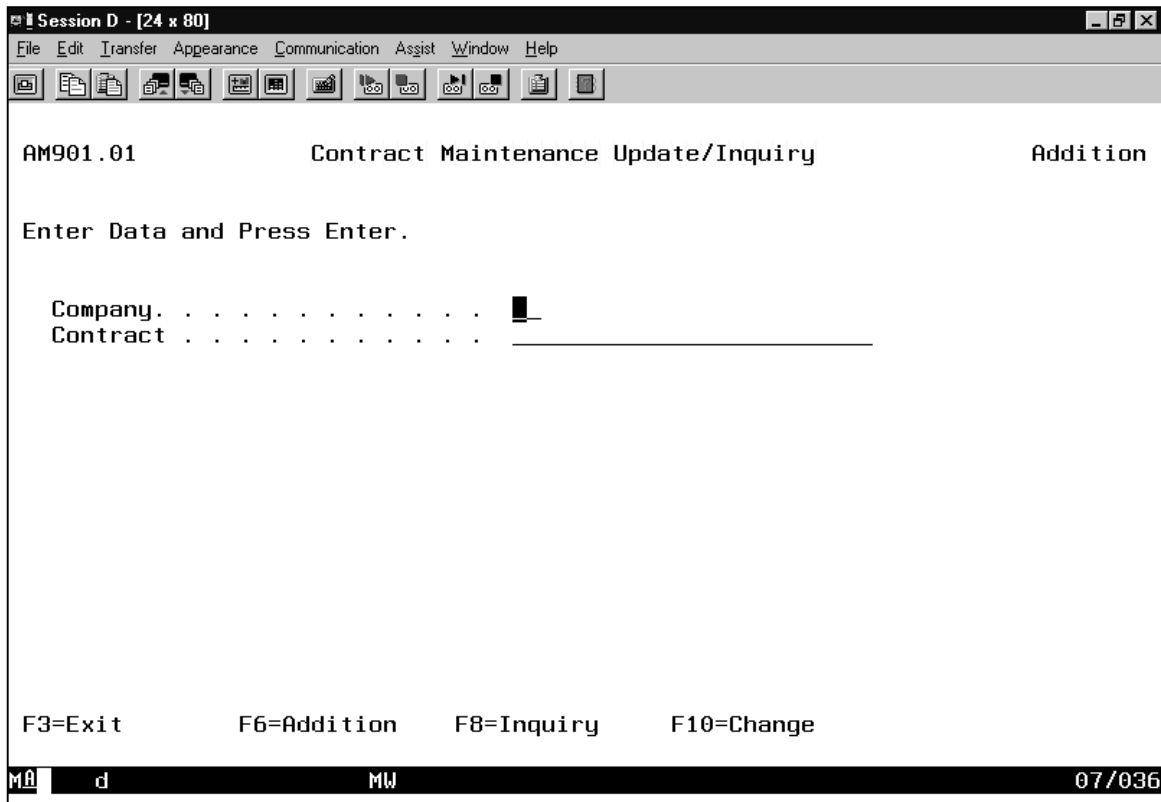 Session D - [24 x 80]
File Edit Transfer Appearance Communication Assist Window Help
AM901.01 Contract Maintenance Update/Inquiry Addition
Enter Data and Press Enter.
Company. . . . . . . . . . . .
Contract . . . . . . . . . . .
F3=Exit F6=Addition F8=Inquiry F10=Change
MA d MW 07/036